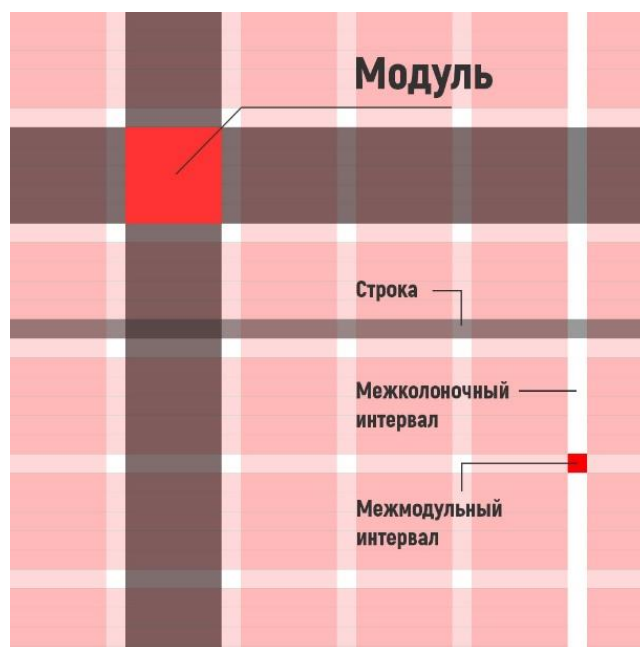 Модуль
Строка
Межколоночный
интервал
Межмодульный
интервал